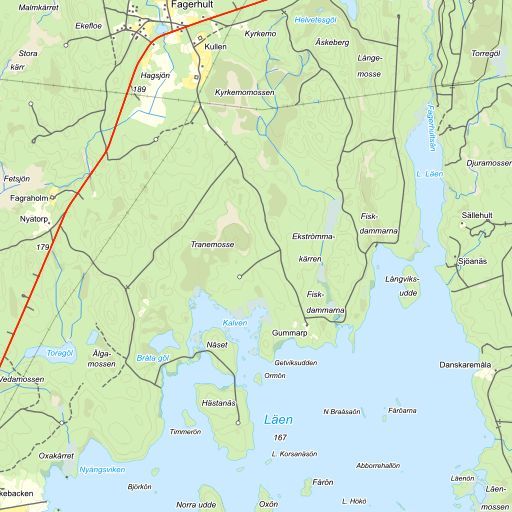 Malmkärret
Fagerhult
Ekefloe
Helvetesgöl
Kyrkemo
Kullen
Åskeberg
Stora
kärr
Långe-
mosse
Torregöl
Hagsjön
189
Kyrkemomossen
Fagerhultsån
Fetsjön
L. Läen
Djuramossen
Fagraholm
Nyatorp
Fisk-
dammarna
Sällehult
179
Tranemosse
Ekströmma-
kärren
Sjöanäs
Långviks-
udde
Fisk-
dammarna
Kalven
Gummarp
Toregöl
Älga-
mossen
Bråta göl
Näset
Getviksudden
Danskaremåla
Vedamossen
Ormön
Hästanäs
N Braåsaön
Färöarna
Läen
Timmerön
167
Oxakärret
L. Korsanäsön
Nyängsviken
Abborrehallön
Björkön
Färön
Läenön
kebacken
Norra udde
Oxön
L. Hokö
Läen-
mossen